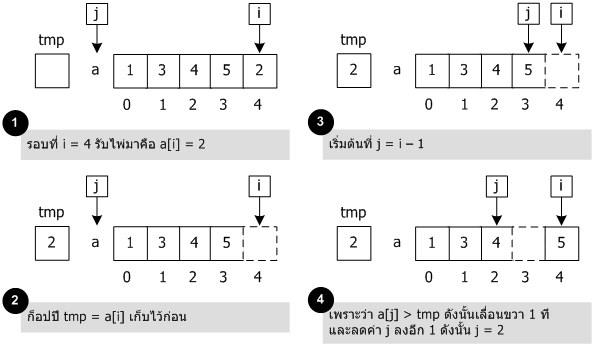 j i
tmp
a 1 3 4 5 2
0 1 2 3 4
1
รอบที่ i = 4 รับไพ่มาคือ a[i] = 2
j i
tmp
2 a 1 3 4 5
0 1 2 3 4
2
ก็อปปี tmp = a[i] เก็บไว้ก่อน
j i
tmp
2 a 1 3 4 5
0 1 2 3 4
3
เริ่มต้นที่ j = i – 1
j i
tmp
2 a 1 3 4 5
0 1 2 3 4
4
เพราะว่า a[j] > tmp ดังนั้นเลื่อนขวา 1 ที
และลดค่า j ลงอีก 1 ดังนั้น j = 2